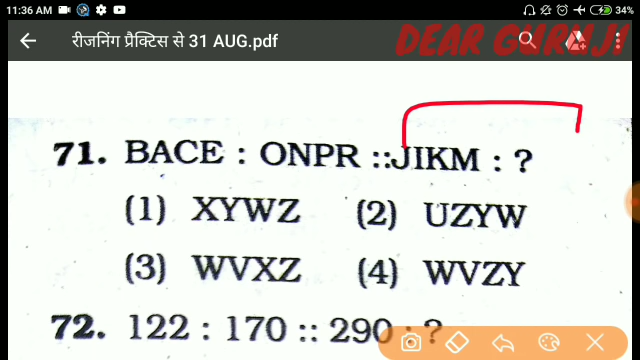 11:36 AM 34%
रीजनिंग प्रैक्टिस से 31 AUG.pdf
DEAR GURUJI
71. BACE : ONPR :: JIKM : ?
(1) XYWZ (2) UZYW
(3) WVXZ (4) WVZY
72. 122 : 170 :: 290 : ?